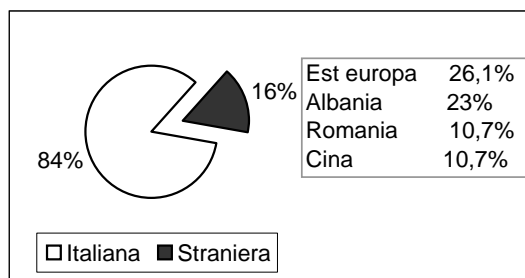 84%
16%
Est europa 26,1%
Albania 23%
Romania 10,7%
Cina 10,7%
Italiana Straniera